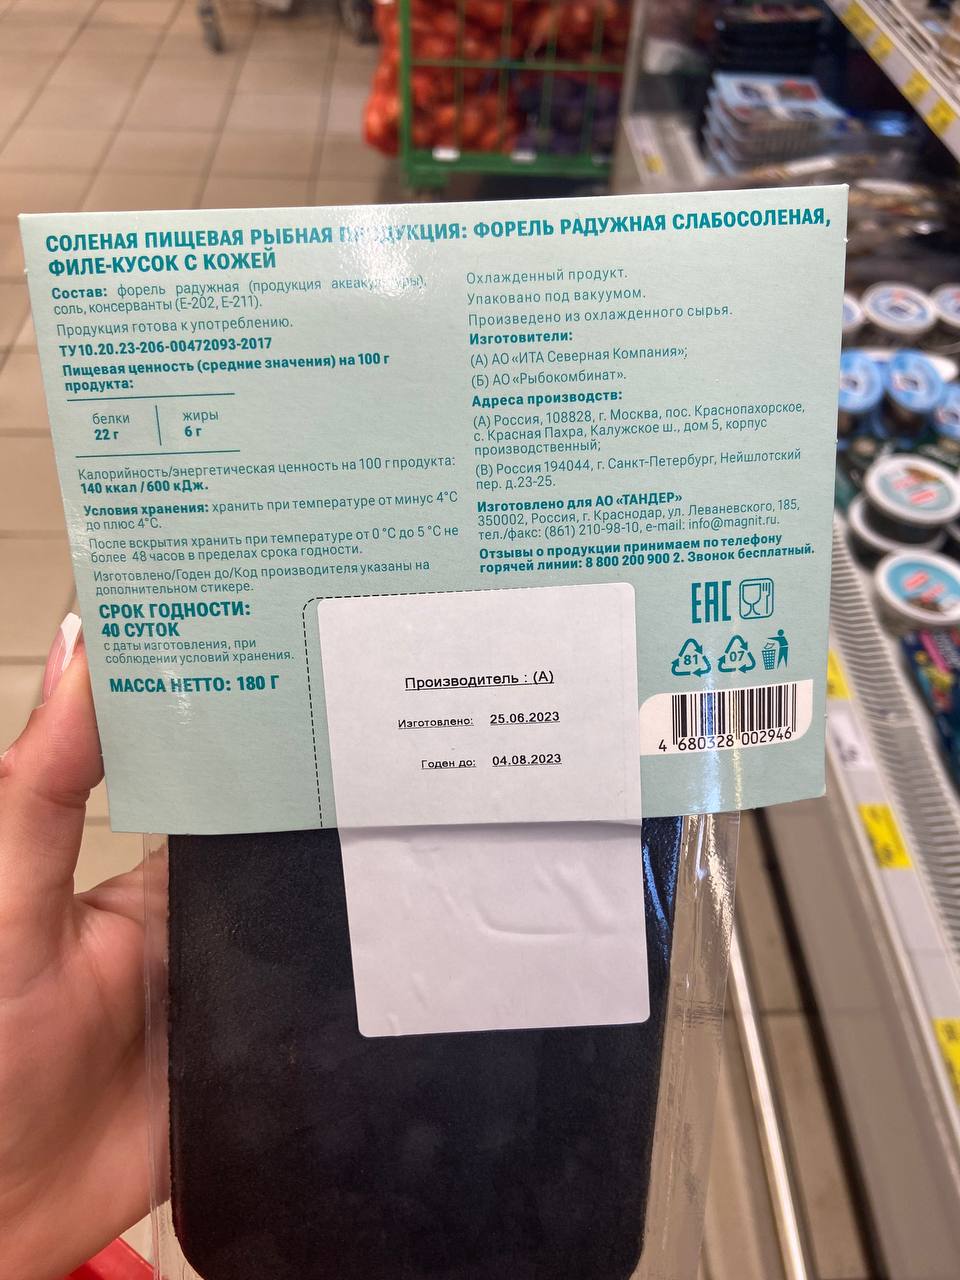 СОЛЕНАЯ ПИЩЕВАЯ РЫБНАЯ ПРОДУКЦИЯ: ФОРЕЛЬ РАДУЖНАЯ СЛАБОСОЛЕНАЯ,
ФИЛЕ-КУСОК С КОЖЕЙ
Состав: форель радужная (продукция аквакультуры),
соль, консерванты (Е-202, Е-211).
Продукция готова к употреблению.
ТУ10.20.23-206-00472093-2017
Пищевая ценность (средние значения) на 100 г
продукта:
белки
22 г
жиры
6 г
Калорийность/энергетическая ценность на 100 г продукта:
140 ккал / 600 кДж.
Условия хранения: хранить при температуре от минус 4°С
до плюс 4°С.
После вскрытия хранить при температуре от 0 °С до 5 °С не
более 48 часов в пределах срока годности.
Изготовлено/Годен до/Код производителя указаны на
дополнительном стикере.
СРОК ГОДНОСТИ:
40 СУТОК
с даты изготовления, при
соблюдении условий хранения.
МАССА НЕТТО: 180 Г
Охлажденный продукт.
Упаковано под вакуумом.
Произведено из охлажденного сырья.
Изготовители:
(А) АО «ИТА Северная Компания»;
(Б) АО «Рыбокомбинат».
Адреса производств:
(А) Россия, 108828, г. Москва, пос. Краснопахорское,
с. Красная Пахра, Калужское ш., дом 5, корпус
производственный;
(В) Россия 194044, г. Санкт-Петербург, Нейшлотский
пер. д.23-25.
Изготовлено для АО «ТАНДЕР»
350002, Россия, г. Краснодар, ул. Леваневского, 185,
тел./факс: (861) 210-98-10, e-mail: info@magnit.ru.
Отзывы о продукции принимаем по телефону
горячей линии: 8 800 200 900 2. Звонок бесплатный.
ЕАС
81
07
4 680328 002946
Производитель : (А)
Изготовлено: 25.06.2023
Годен до: 04.08.2023